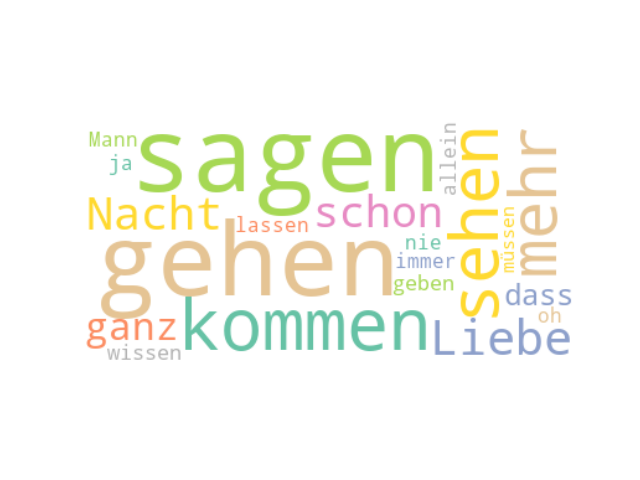 Mann
sagen
allein
sehen
mehr
ja
Nacht
lassen
schon
müssen
gehen
nie
immer
geben
dass
ganz
kommen
Liebe
oh
wissen